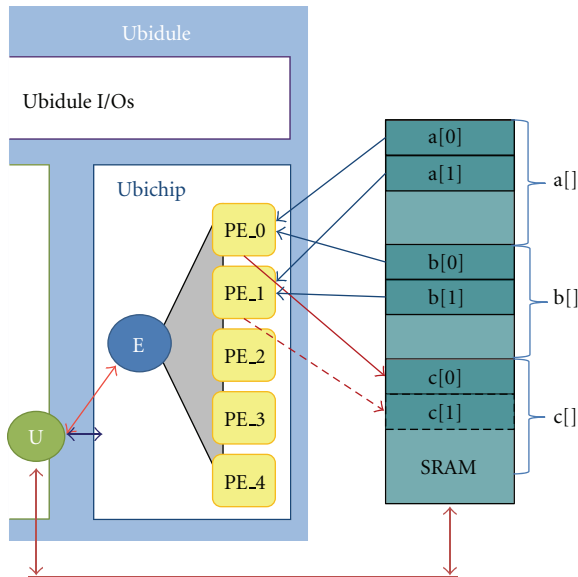 Ubidule
Ubidule I/Os
Ubichip
PE_0
PE_1
PE_2
PE_3
PE_4
E
U
a[0]
a[1]
a[]
b[0]
b[1]
b[]
c[0]
c[1]
c[]
SRAM